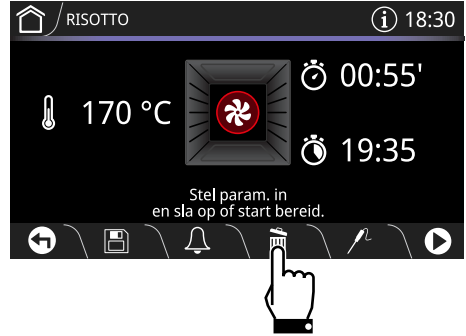 RISOTTO
i 18:30
170 °C
00:55'
19:35
Stel param. in
en sla op of start bereid.